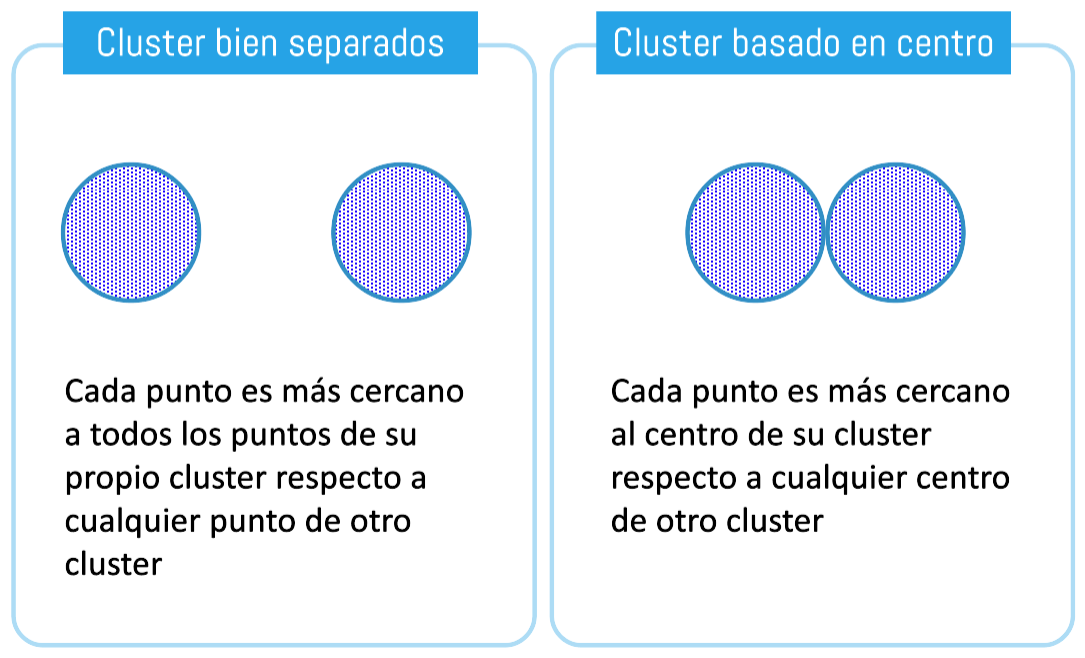 Cluster bien separados
Cada punto es más cercano
a todos los puntos de su
propio cluster respecto a
cualquier punto de otro
cluster
Cluster basado en centro
Cada punto es más cercano
al centro de su cluster
respecto a cualquier centro
de otro cluster